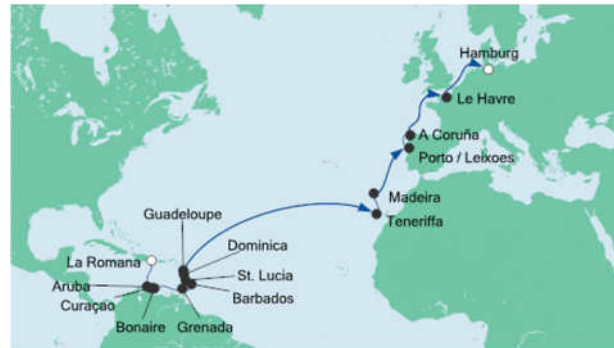 Hamburg
Le Havre
A Coruña
Porto / Leixoes
Madeira
Teneriffa
Guadeloupe
Dominica
La Romana
St. Lucia
Aruba
Barbados
Curaçao
Bonaire
Grenada